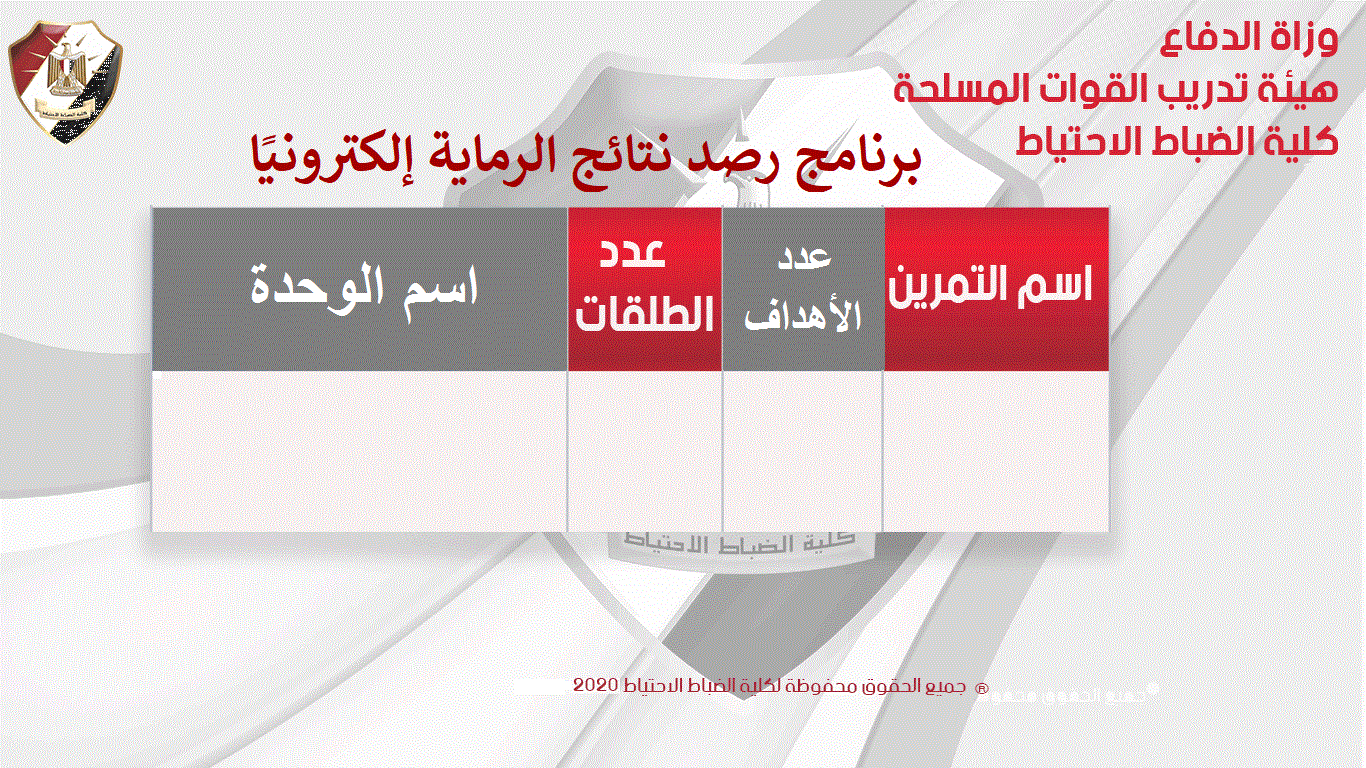 وزاة الدفاع
هيئة تدريب القوات المسلحة
كلية الضباط الاحتياط
برنامج رصد نتائج الرماية إلكترونيًا
اسم التمرين
عدد
الأهداف
عدد
الطلقات
اسم الوحدة
كلية الضباط الاحتياط
® جميع الحقوق محفوظة لكلية الضباط الاحتياط 2020